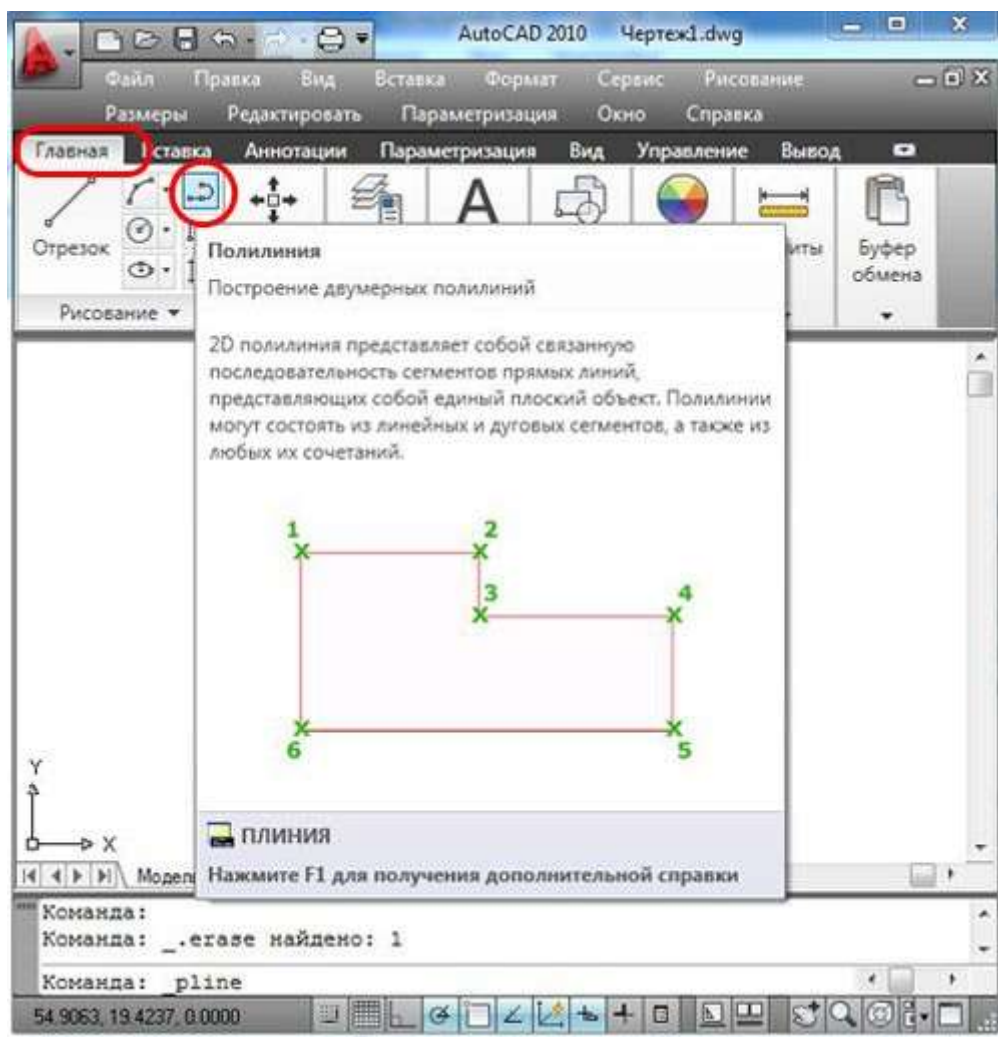 AutoCAD 2010 Чертеж1.dwg
Файл Правка Вид Вставка Формат Сервис Рисование
Размеры Редактировать Параметризация Окно Справка
Главная Вставка Аннотации Параметризация Вид Управление Вывод
A
Отрезок
иты
Буфер
обмена
Рисование
Полилиния
Построение двумерных полилиний
2D полилиния представляет собой связанную
последовательность сегментов прямых линий,
представляющих собой единый плоский объект. Полилинии
могут состоять из линейных и дуговых сегментов, а также из
любых их сочетаний.
1 2
3 4
6 5
Y
X
ПЛИНИЯ
Нажмите F1 для получения дополнительной справки
Модел
Команда:
Команда: _.erase найдено: 1
Команда: _pline
54.9063, 19.4237, 0.0000